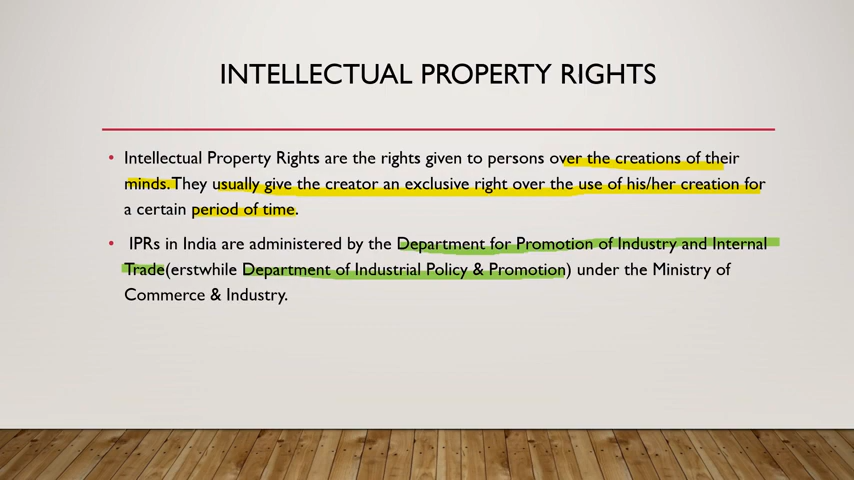 INTELLECTUAL PROPERTY RIGHTS
• Intellectual Property Rights are the rights given to persons over the creations of their
minds.They usually give the creator an exclusive right over the use of his/her creation for
a certain period of time.
• IPRs in India are administered by the Department for Promotion of Industry and Internal
Trade(erstwhile Department of Industrial Policy & Promotion) under the Ministry of
Commerce & Industry.